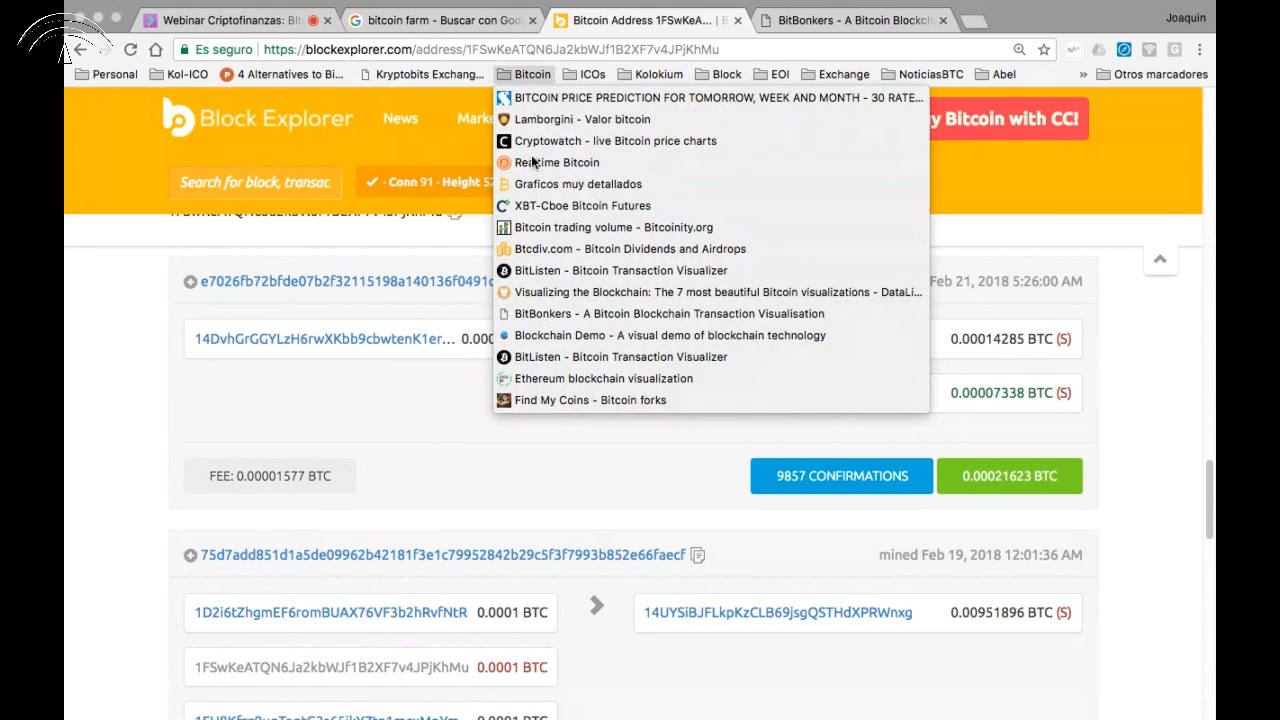 Webinar Criptofinanzas: Bit
bitcoin farm - Buscar con Goo
Bitcoin Address 1FSwKeA...
BitBonkers - A Bitcoin Blockch
Joaquin
Es seguro https://blockexplorer.com/address/1FSwKeATQN6Ja2kbWJf1B2XF7v4JPjKhMu
Personal Kol-ICO 4 Alternatives to Bi... Kryptobits Exchang... Bitcoin ICOs Kolokium Block EOI Exchange NoticiasBTC Abel » Otros marcadores
BITCOIN PRICE PREDICTION FOR TOMORROW, WEEK AND MONTH - 30 RATE...
Lamborgini - Valor bitcoin
Cryptowatch - live Bitcoin price charts
Realtime Bitcoin
Graficos muy detallados
XBT-Cboe Bitcoin Futures
Bitcoin trading volume - Bitcoinity.org
Btcdiv.com - Bitcoin Dividends and Airdrops
BitListen - Bitcoin Transaction Visualizer
Visualizing the Blockchain: The 7 most beautiful Bitcoin visualizations - DataLi...
BitBonkers - A Bitcoin Blockchain Transaction Visualisation
Blockchain Demo - A visual demo of blockchain technology
BitListen - Bitcoin Transaction Visualizer
Ethereum blockchain visualization
Find My Coins - Bitcoin forks
Block Explorer News Marke y Bitcoin with CC!
Search for block, transac · Conn 91 - Height 5
e7026fb72bfde07b2f32115198a140136f0491 Feb 21, 2018 5:26:00 AM
14DvhGrGGYLzH6rwXKbb9cbwtenK1er... 0.000 0.00014285 BTC (S)
0.00007338 BTC (S)
FEE: 0.00001577 BTC 9857 CONFIRMATIONS 0.00021623 BTC
75d7add851d1a5de09962b42181f3e1c79952842b29c5f3f7993b852e66faecf mined Feb 19, 2018 12:01:36 AM
1D2i6tZhgmEF6romBUAX76VF3b2hRvfNtR 0.0001 BTC 14UYSiBJFLkpKzCLB69jsgQSTHdXPRWnxg 0.00951896 BTC (S)
1FSwKeATQN6Ja2kbWJf1B2XF7v4JPjKhMu 0.0001 BTC